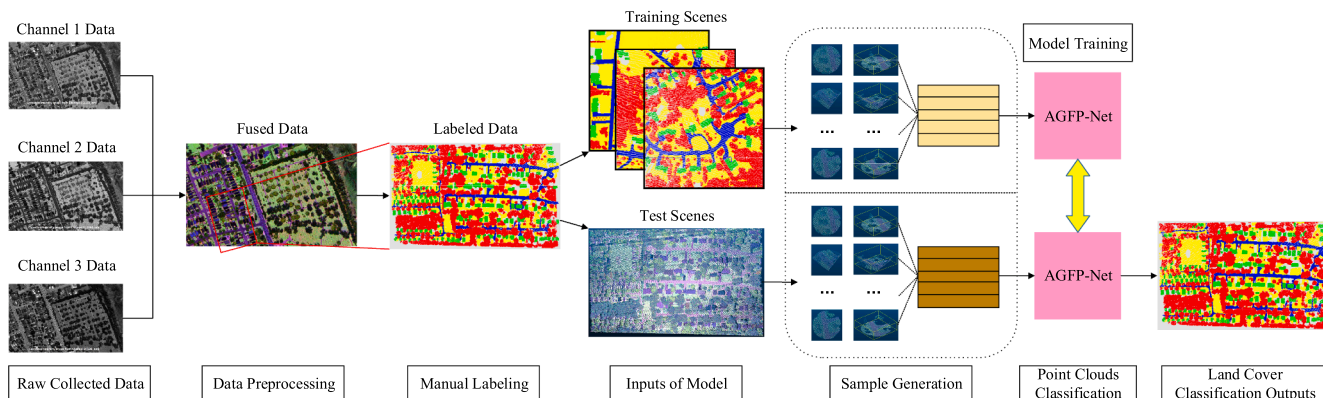 Channel 1 Data
Channel 2 Data
Channel 3 Data
Raw Collected Data
Fused Data
Data Preprocessing
Labeled Data
Manual Labeling
Training Scenes
Test Scenes
Inputs of Model
...
...
...
...
Sample Generation
Model Training
AGFP-Net
AGFP-Net
Point Clouds
Classification
Land Cover
Classification Outputs